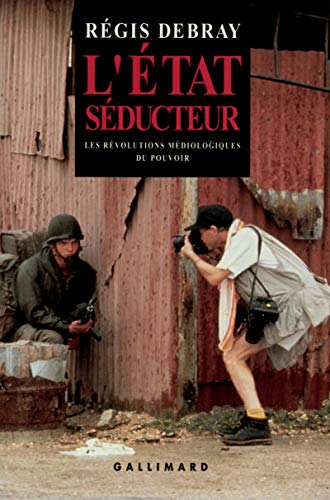 RÉGIS DEBRAY
L'ÉTAT
SÉDUCTEUR
LES RÉVOLUTIONS MÉDIOLOGIQUES
DU POUVOIR
GALLIMARD